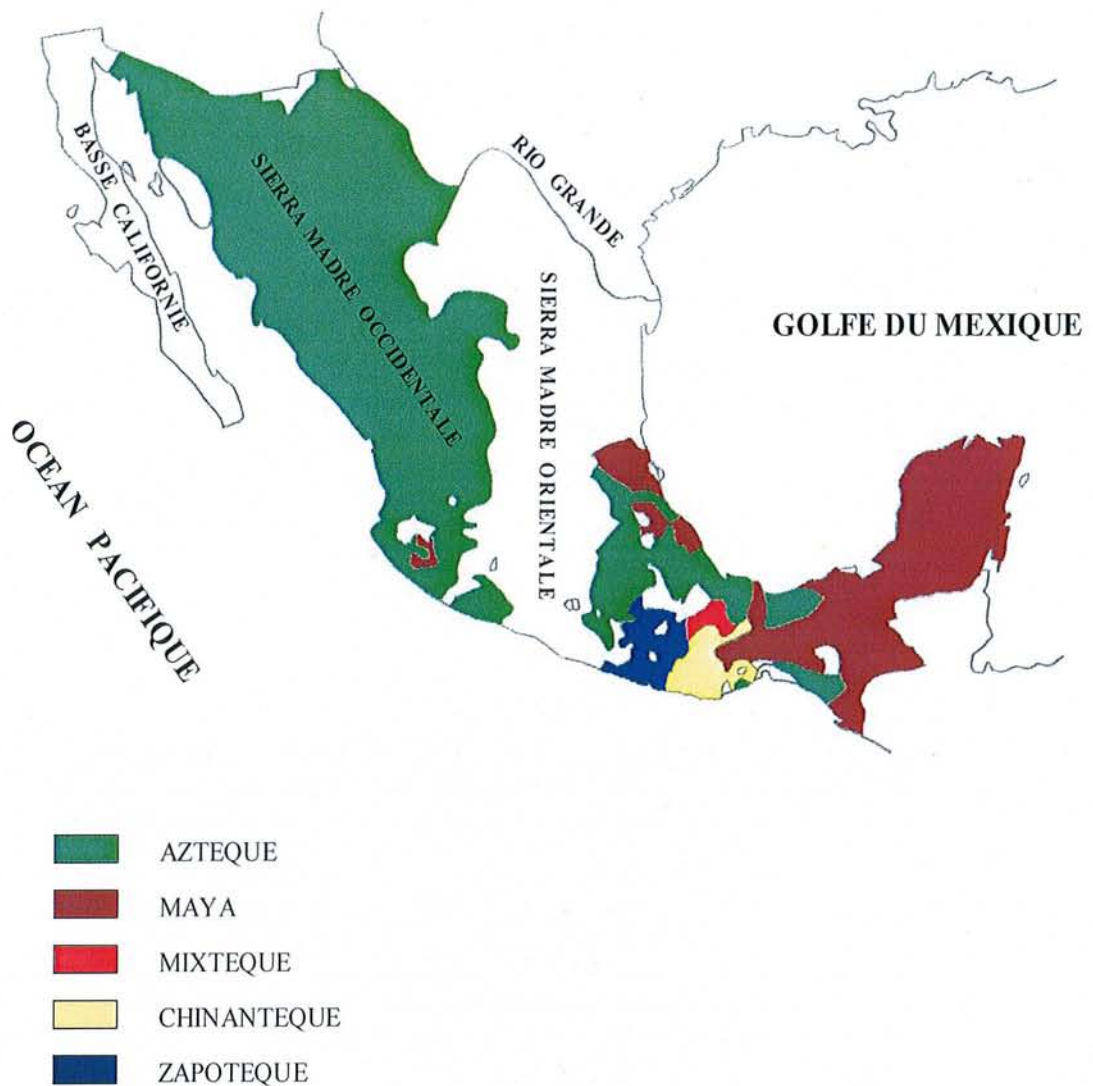 BASSE CALIFORNIE
SIERRA MADRE OCCIDENTALE
RIO GRANDE
SIERRA MADRE ORIENTALE
GOLFE DU MEXIQUE
OCEAN PACIFIQUE
AZTEQUE
MAYA
MIXTEQUE
CHINANTEQUE
ZAPOTEQUE